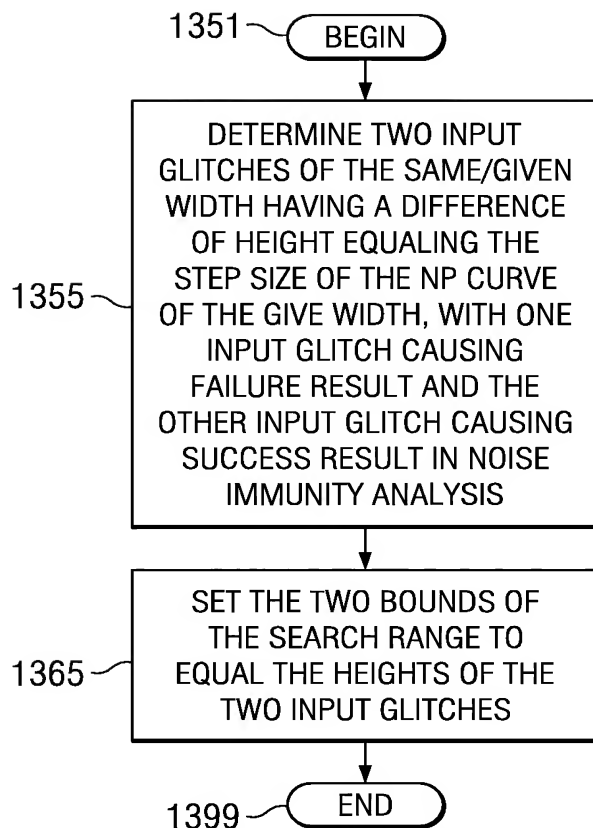 1351
BEGIN
DETERMINE TWO INPUT
GLITCHES OF THE SAME/GIVEN
WIDTH HAVING A DIFFERENCE
OF HEIGHT EQUALING THE
STEP SIZE OF THE NP CURVE
OF THE GIVE WIDTH, WITH ONE
INPUT GLITCH CAUSING
FAILURE RESULT AND THE
OTHER INPUT GLITCH CAUSING
SUCCESS RESULT IN NOISE
IMMUNITY ANALYSIS
1355
SET THE TWO BOUNDS OF
THE SEARCH RANGE TO
EQUAL THE HEIGHTS OF THE
TWO INPUT GLITCHES
1365
END
1399